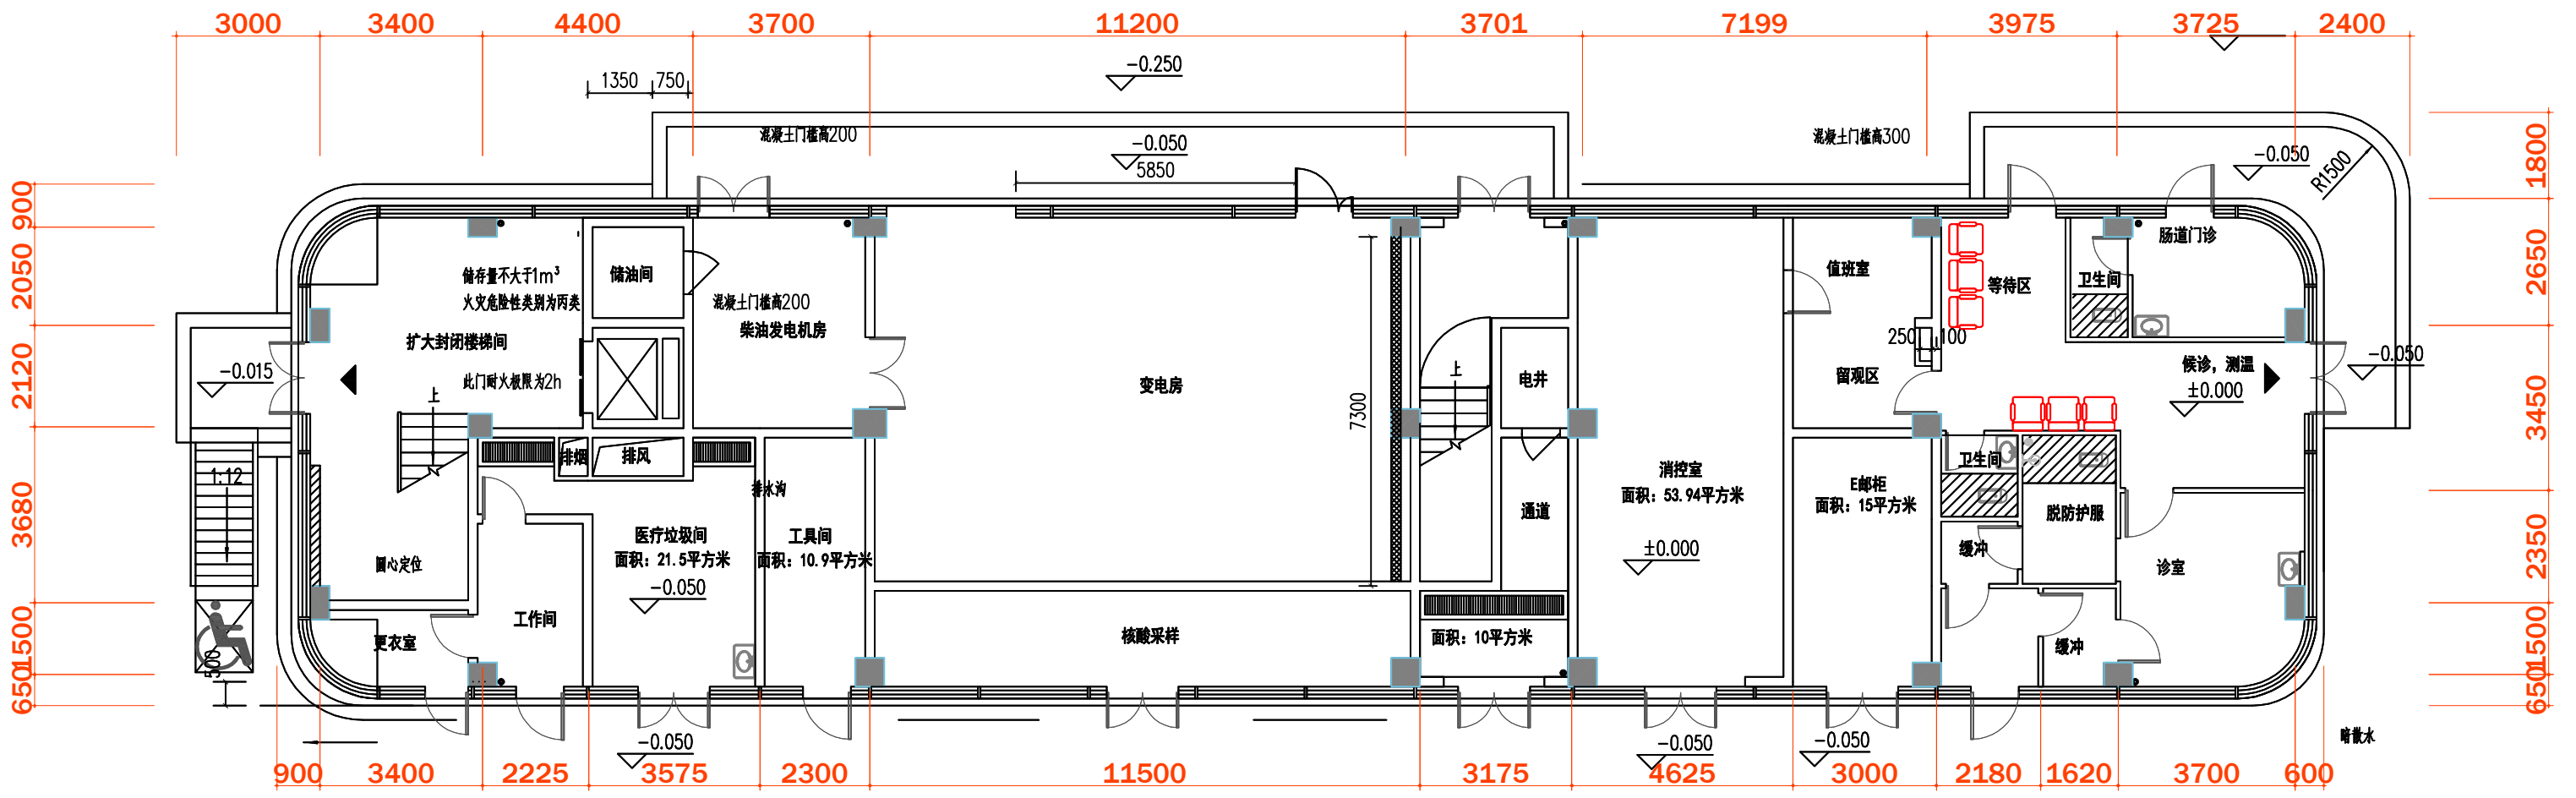 3000 3400 4400 3700 11200 3701 7199 3975 3725 2400
-0.250
1350 750
混凝土门槛高200
-0.050
5850
混凝土门槛高300
-0.050
R1500
900
2050
2120
3680
1500
650
1800
2650
3450
2350
1500
650
储存量不大于1m³
火灾危险性类别为丙类
储油间
混凝土门槛高200
柴油发电机房
扩大封闭楼梯间
此门耐火极限为2h
上
-0.015
1:12
500
变电房
7300
上
电井
通道
值班室
留观区
250 100
等待区
卫生间
肠道门诊
候诊，测温
±0.000
-0.050
排烟
排风
排水沟
圆心定位
更衣室
工作间
医疗垃圾间
面积：21.5平方米
-0.050
工具间
面积：10.9平方米
核酸采样
面积：10平方米
消控室
面积：53.94平方米
±0.000
E邮柜
面积：15平方米
卫生间
脱防护服
缓冲
缓冲
诊室
暗散水
-0.050
-0.050
-0.050
900 3400 2225 3575 2300 11500 3175 4625 3000 2180 1620 3700 600